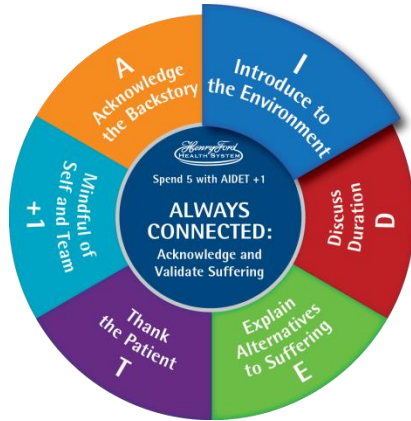 A
Acknowledge
the Backstory
I
Introduce to
the Environment
D
Discuss
Duration
Explain
Alternatives
to Suffering
E
Thank
the Patient
T
Mindful of
Self and Team
+1
Henry Ford
HEALTH SYSTEM
Spend 5 with AIDET +1
ALWAYS
CONNECTED:
Acknowledge and
Validate Suffering